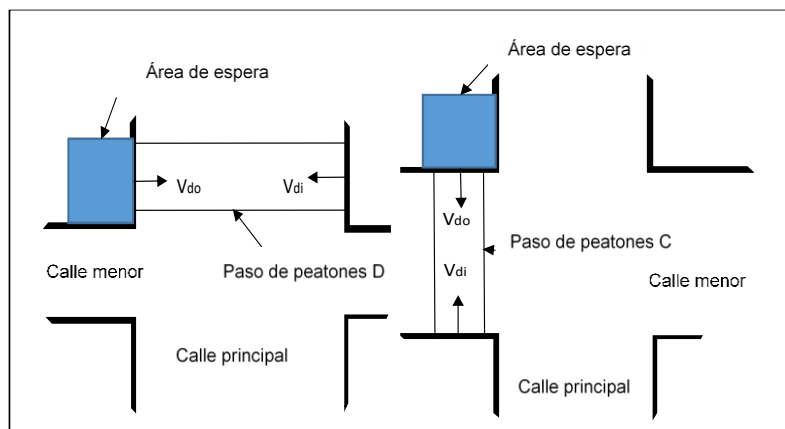 Área de espera
Vdo
Vdi
Calle menor
Paso de peatones D
Calle principal
Área de espera
Vdo
Paso de peatones C
Vdi
Calle menor
Calle principal